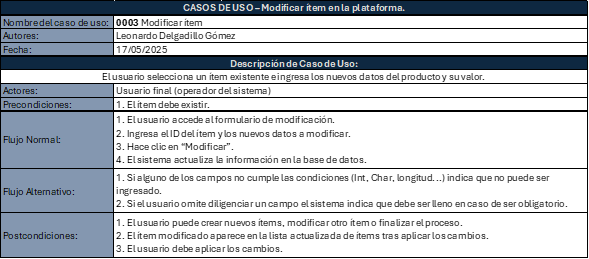 CASOS DE USO – Modificar ítem en la plataforma.
Nombre del caso de uso: 0003 Modificar ítem
Autores: Leonardo Delgadillo Gómez
Fecha: 17/05/2025
Descripción de Caso de Uso:
El usuario selecciona un ítem existente e ingresa los nuevos datos del producto y su valor.
Actores: Usuario final (operador del sistema)
Precondiciones: 1. El ítem debe existir.
Flujo Normal:
1. El usuario accede al formulario de modificación.
2. Ingresa el ID del ítem y los nuevos datos a modificar.
3. Hace clic en “Modificar”.
4. El sistema actualiza la información en la base de datos.
Flujo Alternativo:
1. Si alguno de los campos no cumple las condiciones (Int, Char, longitud...) indica que no puede ser
ingresado.
2. Si el usuario omite diligenciar un campo el sistema indica que debe ser lleno en caso de ser obligatorio.
Postcondiciones:
1. El usuario puede crear nuevos ítems, modificar otro ítem o finalizar el proceso.
2. El ítem modificado aparece en la lista actualizada de ítems tras aplicar los cambios.
3. El usuario debe aplicar los cambios.